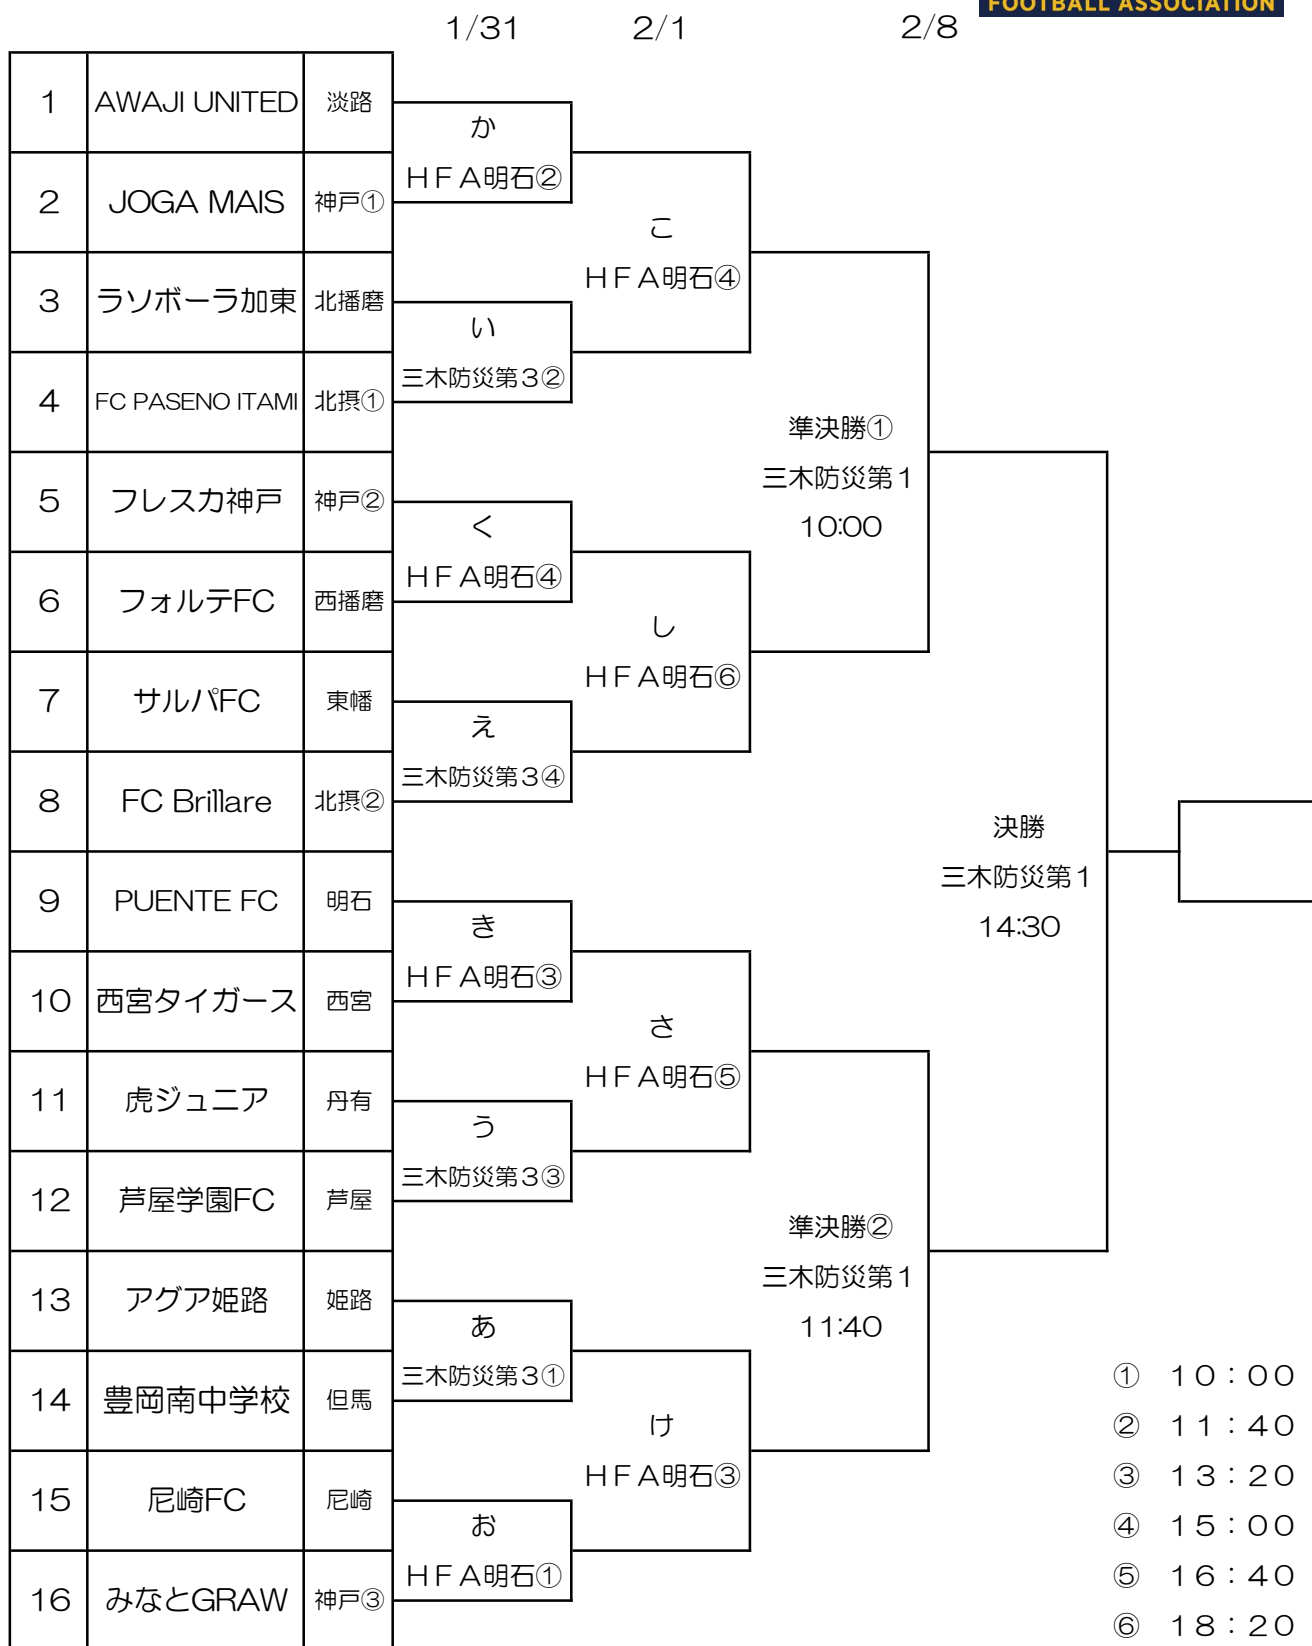 FOOTBALL ASSOCIATION
1/31 2/1 2/8
1 AWAJI UNITED 淡路
か
HFA明石②
2 JOGA MAIS 神戸①
こ
HFA明石④
3 ラソボーラ加東 北播磨
い
三木防災第3②
4 FC PASENO ITAMI 北摂①
準決勝①
三木防災第1
10:00
5 フレスカ神戸 神戸②
く
HFA明石④
6 フォルテFC 西播磨
し
HFA明石⑥
7 サルパFC 東幡
え
三木防災第3④
8 FC Brillare 北摂②
決勝
三木防災第1
14:30
9 PUENTE FC 明石
き
HFA明石③
10 西宮タイガース 西宮
さ
HFA明石⑤
11 虎ジュニア 丹有
う
三木防災第3③
12 芦屋学園FC 芦屋
準決勝②
三木防災第1
11:40
13 アグア姫路 姫路
あ
三木防災第3①
14 豊岡南中学校 但馬
け
HFA明石③
15 尼崎FC 尼崎
お
HFA明石①
16 みなとGRAW 神戸③
① 10:00
② 11:40
③ 13:20
④ 15:00
⑤ 16:40
⑥ 18:20